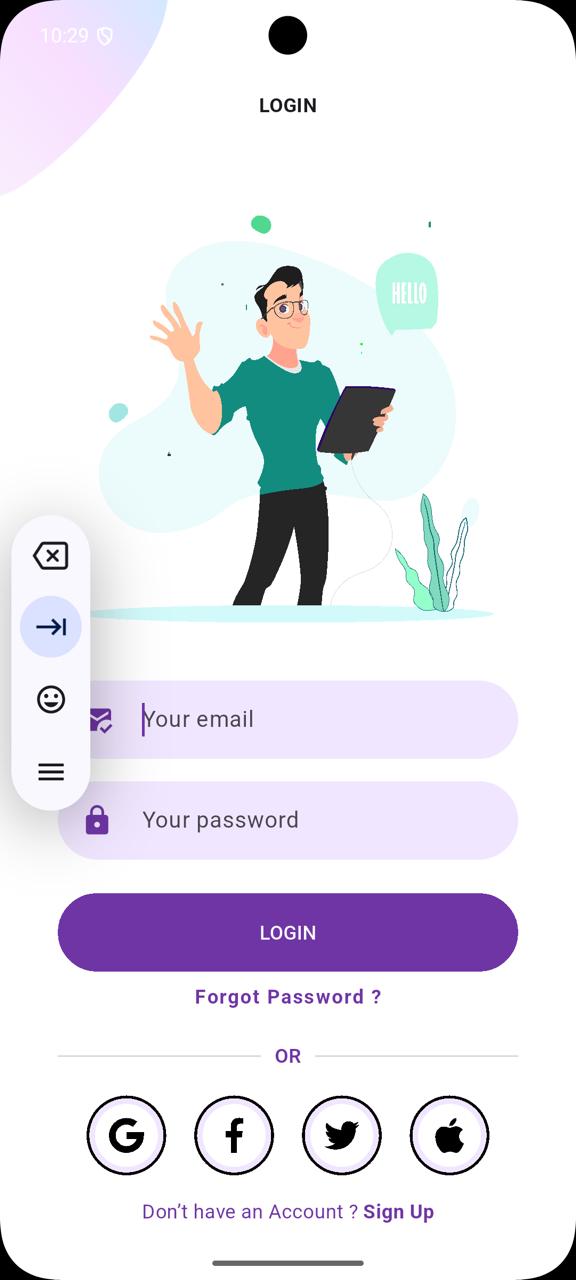 10:29
LOGIN
HELLO
Your email
Your password
LOGIN
Forgot Password ?
OR
Don’t have an Account ? Sign Up